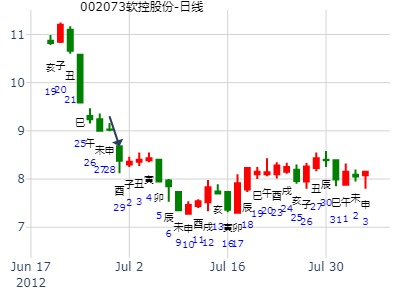 002073软控股份-日线
11
10
9
8
7
亥
19
子
20
丑
21
巳
25
午
26
未
27
申
28
酉
29
子
2
丑
3
寅
4
卯
5
辰
6
未
9
申
10
酉
11
戌
12
亥
13
寅
16
卯
17
辰
18
巳
19
午
20
酉
23
戌
24
亥
25
子
26
丑
27
辰
30
巳
31
午
1
未
2
申
3
Jun 17
2012
Jul 2
Jul 16
Jul 30